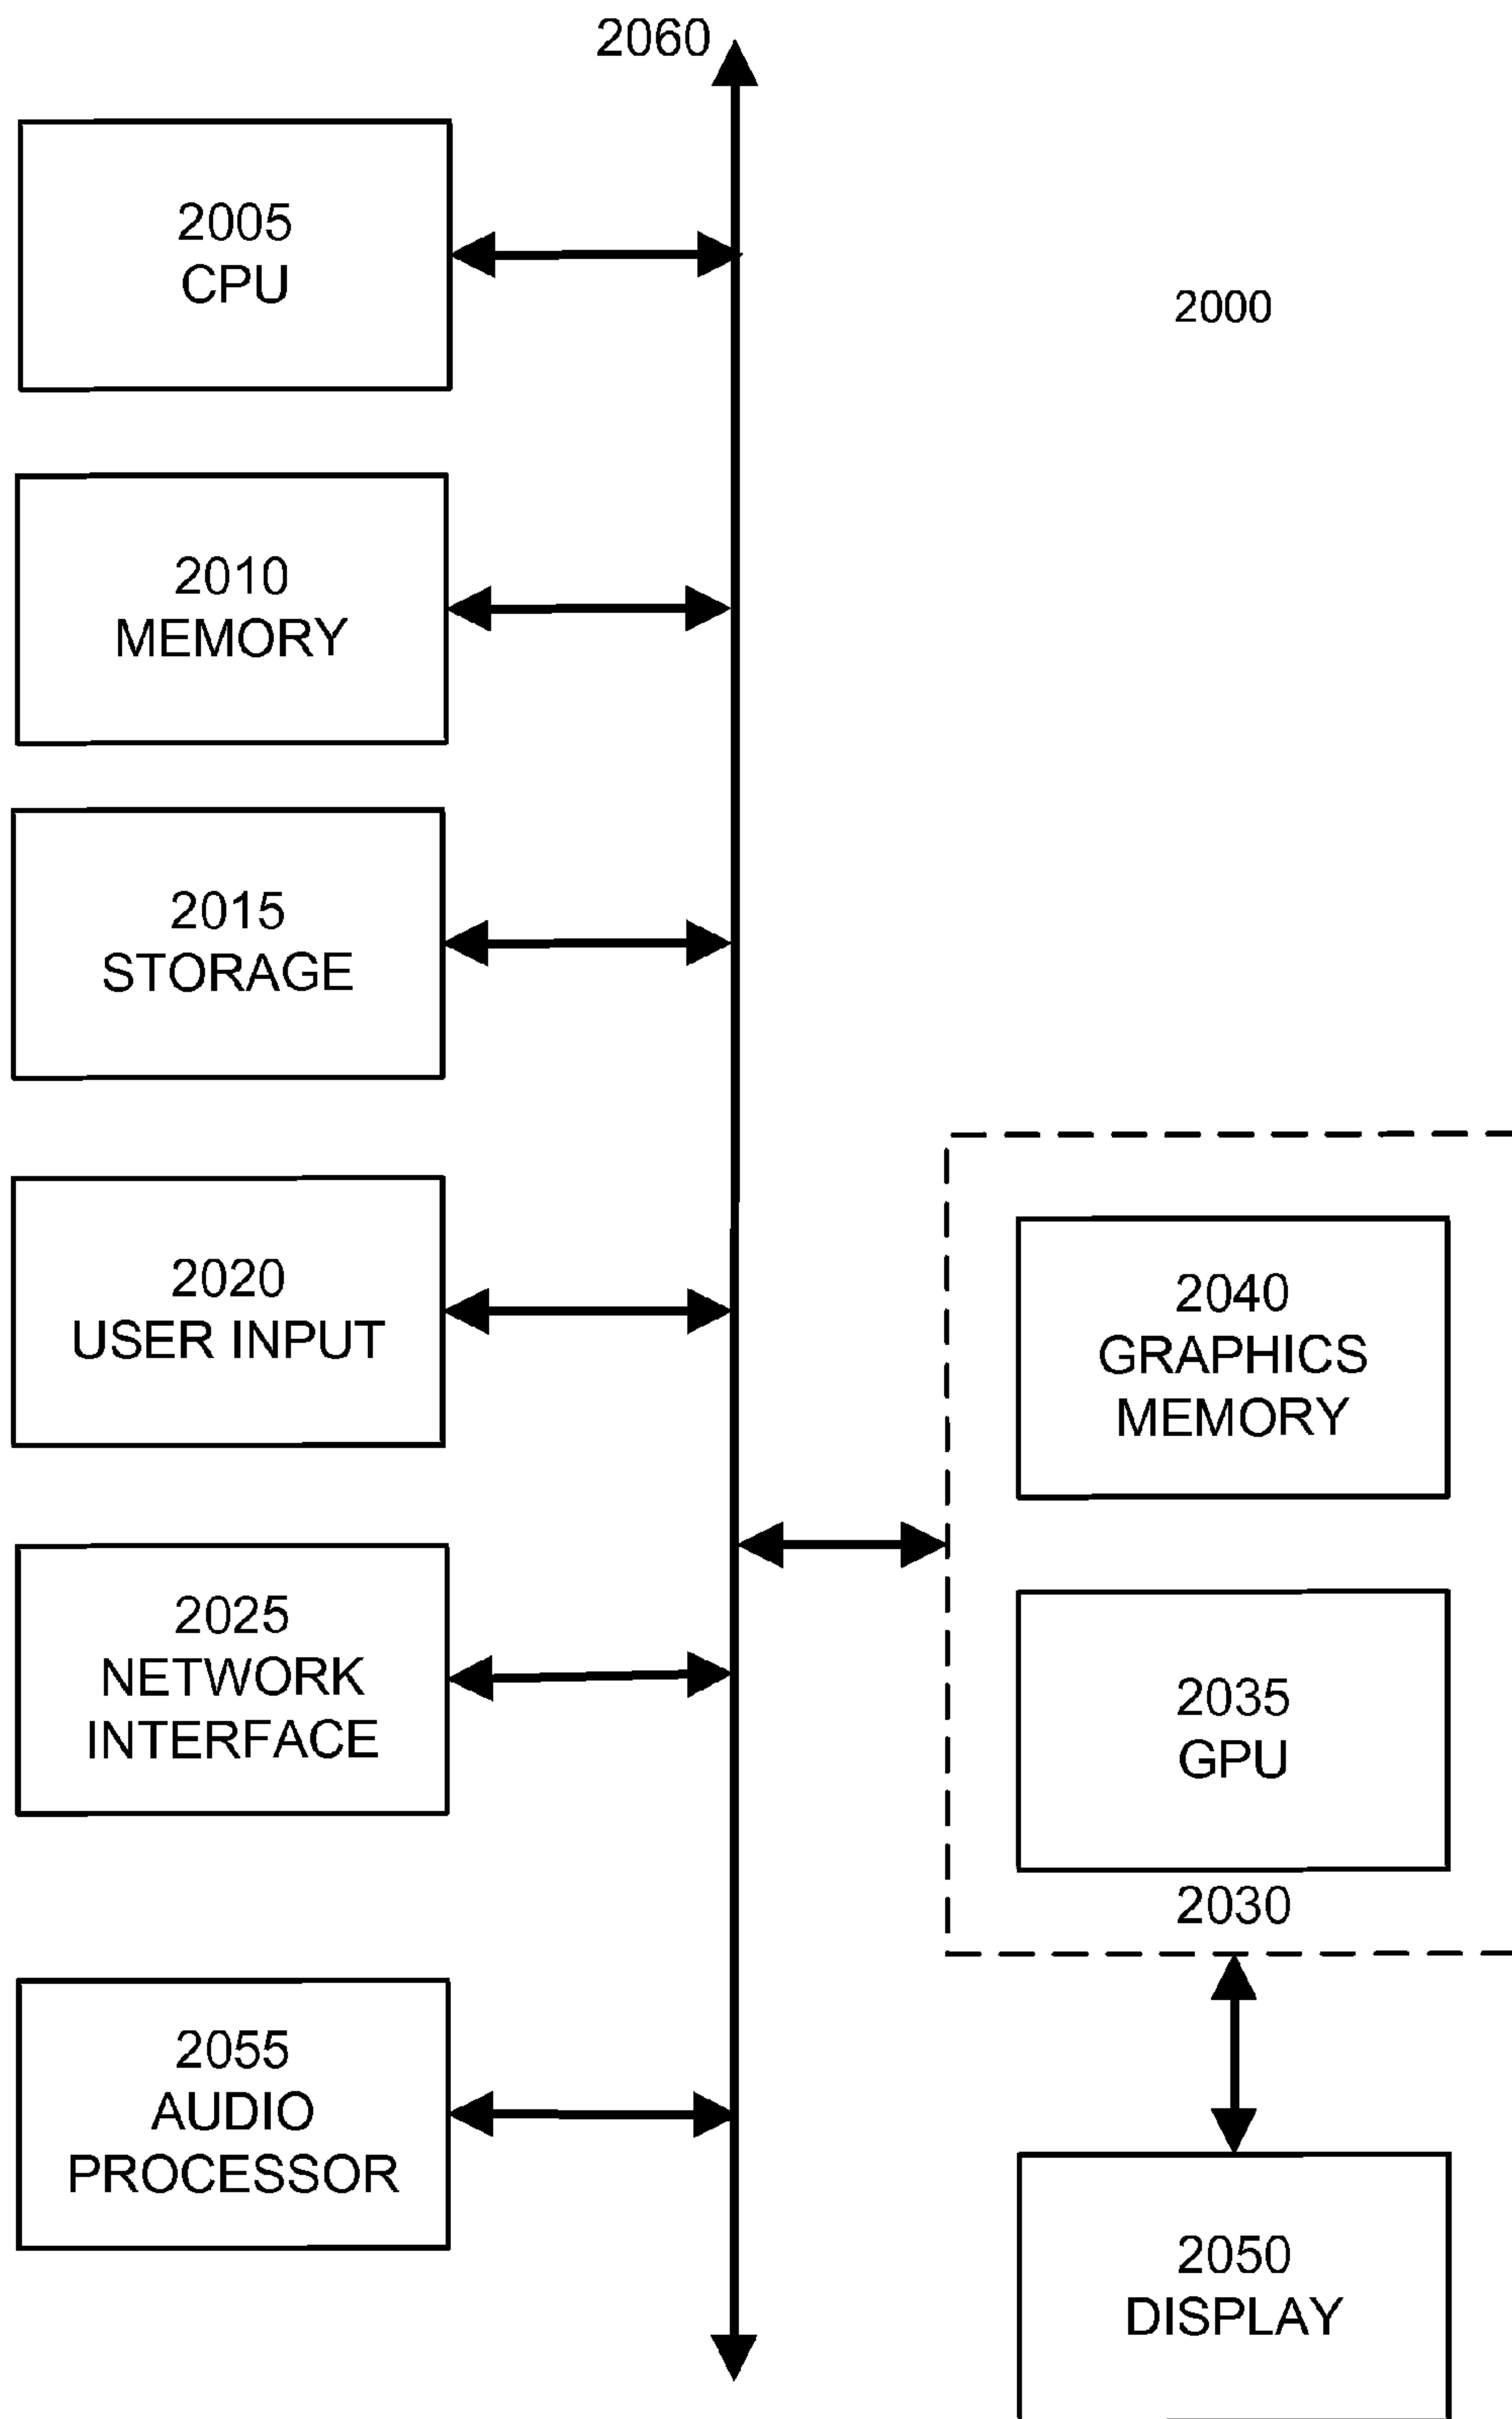 2060
2005
CPU
2000
2010
MEMORY
2015
STORAGE
2020
USER INPUT
2040
GRAPHICS
MEMORY
2025
NETWORK
INTERFACE
2035
GPU
2030
2055
AUDIO
PROCESSOR
2050
DISPLAY